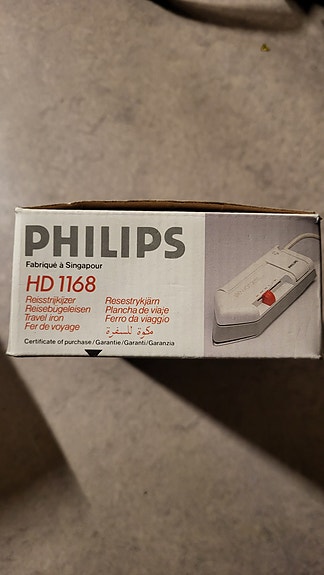 PHILIPS
Fabriqué à Singapour
HD 1168
Reisstrijkijzer
Reisebügeleisen
Travel iron
Fer de voyage
Resestrykjärn
Plancha de viaje
Ferro da viaggio
مكوة للسفرة
Certificate of purchase/Garantie/Garanti/Garanzia